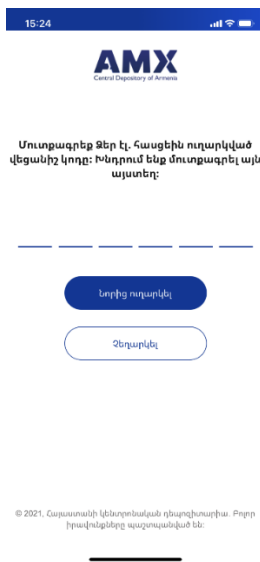 15:24
AMX
Central Depository of Armenia
Մուտքագրեք Ձեր էլ. հասցեին ուղարկված
վեցանիշ կոդը: Խնդրում ենք մուտքագրել այն
այստեղ:
Նորից ուղարկել
Չեղարկել
© 2021, Հայաստանի կենտրոնական դեպոզիտարիա. Բոլոր
իրավունքները պաշտպանված են: